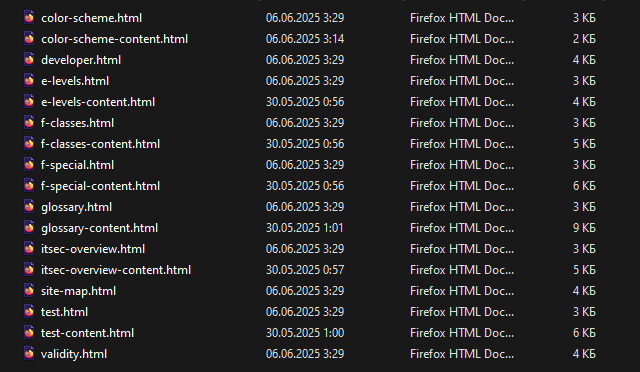 color-scheme.html 06.06.2025 3:29 Firefox HTML Doc... 3 КБ
color-scheme-content.html 06.06.2025 3:14 Firefox HTML Doc... 2 КБ
developer.html 06.06.2025 3:29 Firefox HTML Doc... 4 КБ
e-levels.html 06.06.2025 3:29 Firefox HTML Doc... 3 КБ
e-levels-content.html 30.05.2025 0:56 Firefox HTML Doc... 4 КБ
f-classes.html 06.06.2025 3:29 Firefox HTML Doc... 3 КБ
f-classes-content.html 30.05.2025 0:56 Firefox HTML Doc... 5 КБ
f-special.html 06.06.2025 3:29 Firefox HTML Doc... 3 КБ
f-special-content.html 30.05.2025 0:56 Firefox HTML Doc... 6 КБ
glossary.html 06.06.2025 3:29 Firefox HTML Doc... 3 КБ
glossary-content.html 30.05.2025 1:01 Firefox HTML Doc... 9 КБ
itsec-overview.html 06.06.2025 3:29 Firefox HTML Doc... 3 КБ
itsec-overview-content.html 30.05.2025 0:57 Firefox HTML Doc... 5 КБ
site-map.html 06.06.2025 3:29 Firefox HTML Doc... 4 КБ
test.html 06.06.2025 3:29 Firefox HTML Doc... 3 КБ
test-content.html 30.05.2025 1:00 Firefox HTML Doc... 6 КБ
validity.html 06.06.2025 3:29 Firefox HTML Doc... 4 КБ